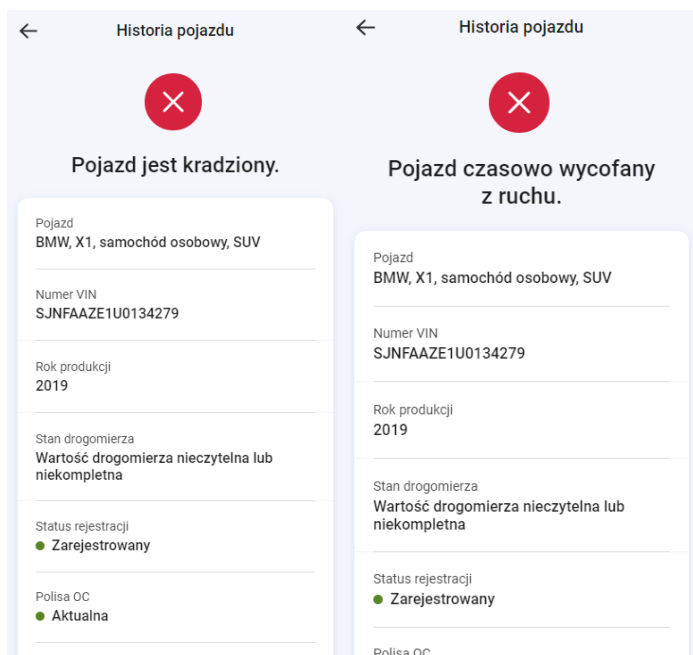 Historia pojazdu
Pojazd jest kradziony.
Pojazd
BMW, X1, samochód osobowy, SUV
Numer VIN
SJNFAAZE1U0134279
Rok produkcji
2019
Stan drogomierza
Wartość drogomierza nieczytelna lub
niekompletna
Status rejestracji
Zarejestrowany
Polisa OC
Aktualna
Historia pojazdu
Pojazd czasowo wycofany
z ruchu.
Pojazd
BMW, X1, samochód osobowy, SUV
Numer VIN
SJNFAAZE1U0134279
Rok produkcji
2019
Stan drogomierza
Wartość drogomierza nieczytelna lub
niekompletna
Status rejestracji
Zarejestrowany
Polisa OC